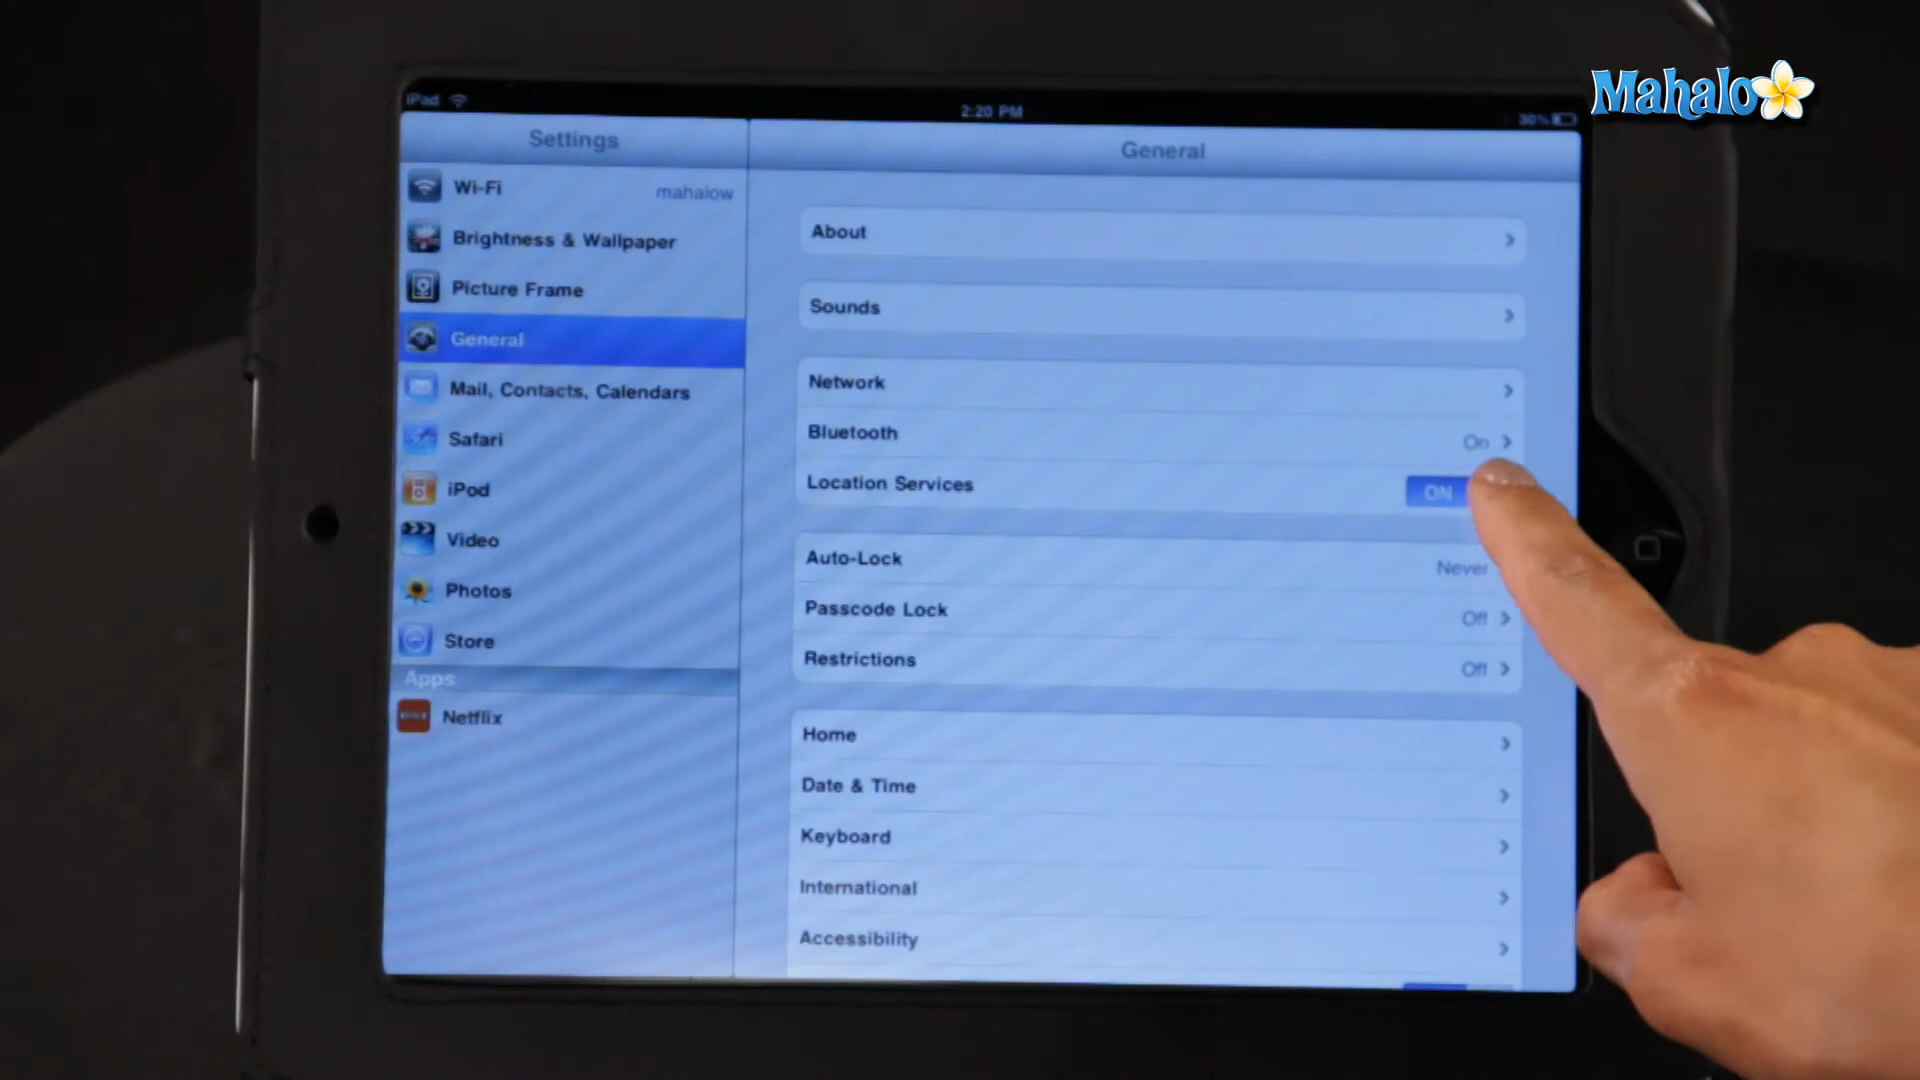 Mahalo
iPad
2:20 PM
30%
Settings
General
Wi-Fi
mahalow
Brightness & Wallpaper
Picture Frame
General
Mail, Contacts, Calendars
Safari
iPod
Video
Photos
Store
Apps
Netflix
About
Sounds
Network
Bluetooth
On
Location Services
ON
Auto-Lock
Never
Passcode Lock
Off
Restrictions
Off
Home
Date & Time
Keyboard
International
Accessibility